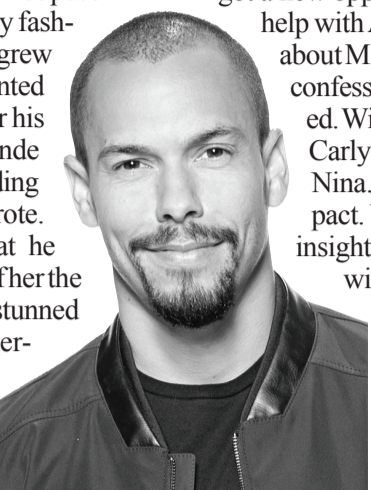 y fash-
grew
nted
r his
nde
ling
rote.
at he
f her the
stunned
er-
help with A
about M
confess
ed. Wi
Carly
Nina.
pact.
insight
wi